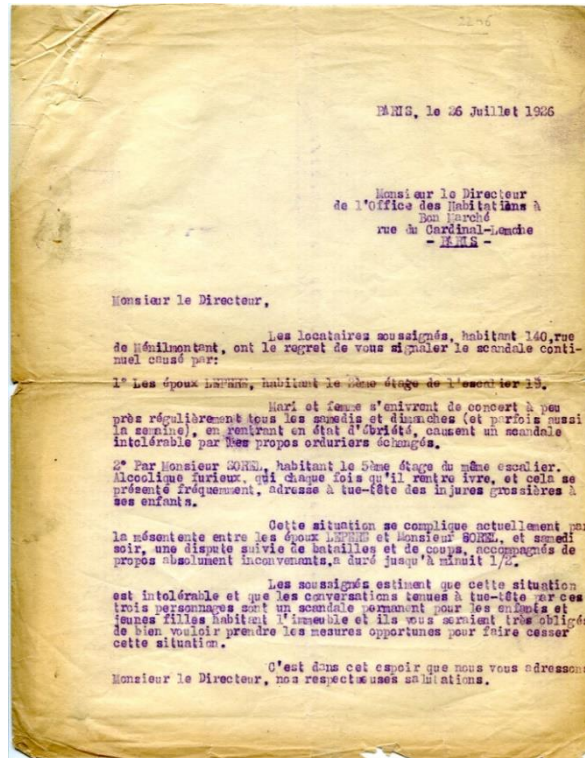 2246
PARIS, le 26 Juillet 1926
Monsieur le Directeur
de l'Office des Habitations à
Bon Marché
rue du Cardinal-Lemoine
- PARIS -
Monsieur le Directeur,
Les locataires soussignés, habitant 140,rue
de Ménilmontant, ont le regret de vous signaler le scandale conti-
nuel causé par:
1° Les époux LEPERS, habitant le 2ème étage de l'escalier 19.
Mari et femme s'enivrent de concert à peu
près régulièrement tous les samedis et dimanches (et parfois aussi
la semaine), en rentrant en état d'ébriété, causent un scandale
intolérable par les propos orduriers échangés.
2° Par Monsieur SOREL, habitant le 5ème étage du même escalier.
Alcoolique furieux, qui chaque fois qu'il rentre ivre, et cela se
présente fréquemment, adresse à tue-tête des injures grossières à
ses enfants.
Cette situation se complique actuellement par
la mésentente entre les époux LEPERS et Monsieur SOREL, et samedi
soir, une dispute suivie de batailles et de coups, accompagnés de
propos absolument inconvenants,a duré jusqu'à minuit 1/2.
Les soussignés estiment que cette situation
est intolérable et que les conversations tenues à tue-tête par ces
trois personnages sont un scandale permanent pour les enfants et
jeunes filles habitant l'immeuble et ils vous seraient très obligés
de bien vouloir prendre les mesures opportunes pour faire cesser
cette situation.
C'est dans cet espoir que nous vous adressons
Monsieur le Directeur, nos respectueuses salutations.